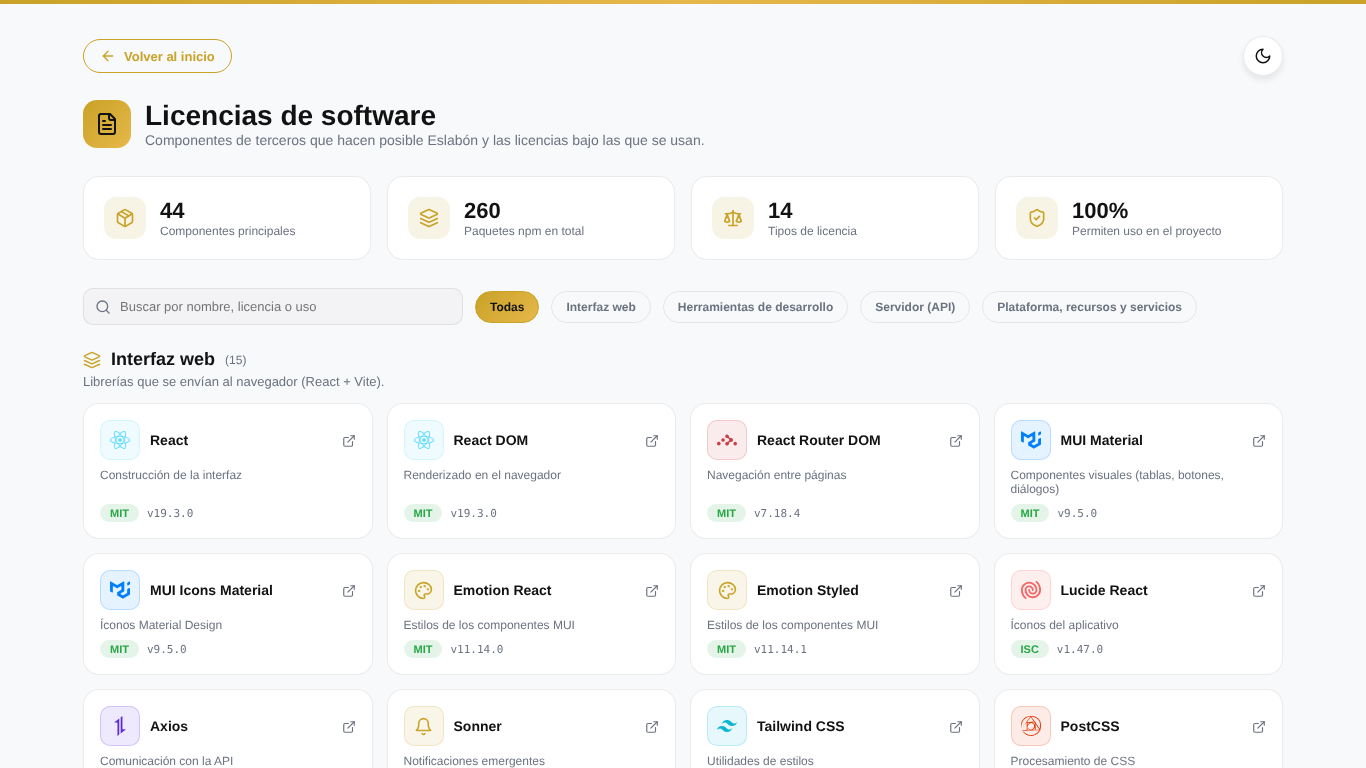 Volver al inicio
Licencias de software
Componentes de terceros que hacen posible Eslabón y las licencias bajo las que se usan.
44
Componentes principales
260
Paquetes npm en total
14
Tipos de licencia
100%
Permiten uso en el proyecto
Buscar por nombre, licencia o uso
Todas
Interfaz web
Herramientas de desarrollo
Servidor (API)
Plataforma, recursos y servicios
Interfaz web (15)
Librerías que se envían al navegador (React + Vite).
React
Construcción de la interfaz
MIT v19.3.0
React DOM
Renderizado en el navegador
MIT v19.3.0
React Router DOM
Navegación entre páginas
MIT v7.18.4
MUI Material
Componentes visuales (tablas, botones,
diálogos)
MIT v9.5.0
MUI Icons Material
Íconos Material Design
MIT v9.5.0
Emotion React
Estilos de los componentes MUI
MIT v11.14.0
Emotion Styled
Estilos de los componentes MUI
MIT v11.14.1
Lucide React
Íconos del aplicativo
ISC v1.47.0
Axios
Comunicación con la API
Sonner
Notificaciones emergentes
Tailwind CSS
Utilidades de estilos
PostCSS
Procesamiento de CSS